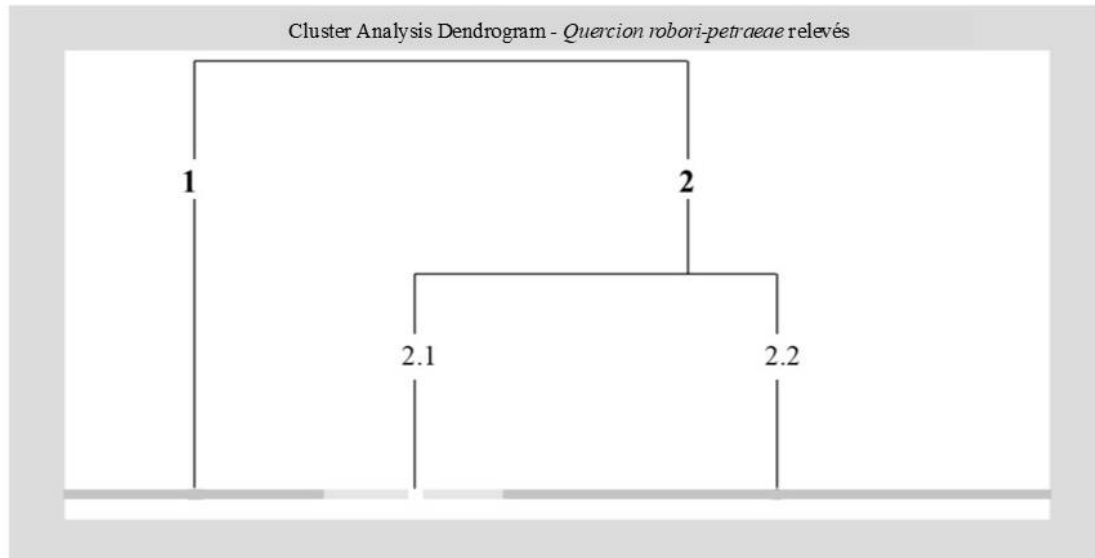 Cluster Analysis Dendrogram - Quercion robori-petraeae relevés
1
2
2.1
2.2